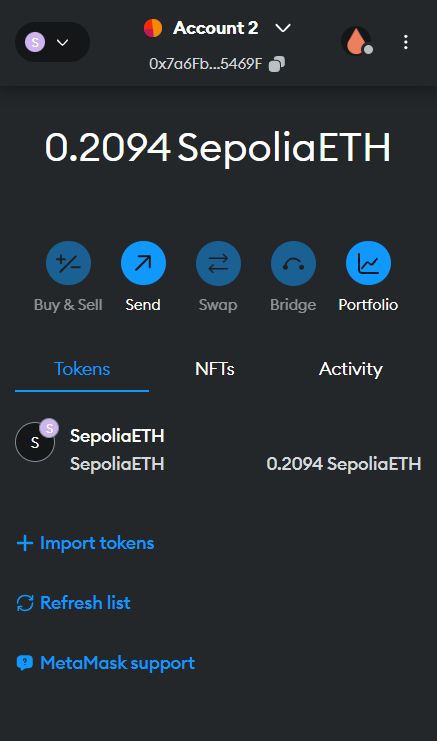 S
Account 2
0x7a6Fb...5469F
0.2094 SepoliaETH
Buy & Sell
Send
Swap
Bridge
Portfolio
Tokens
NFTs
Activity
S
S
SepoliaETH
SepoliaETH
0.2094 SepoliaETH
Import tokens
Refresh list
MetaMask support